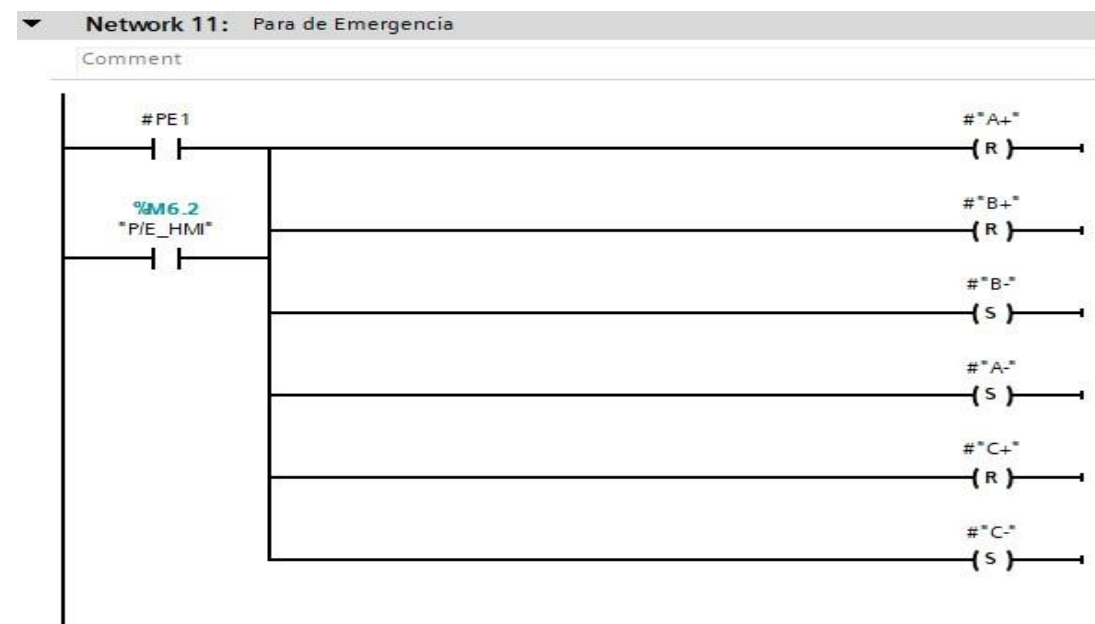 Network 11: Para de Emergencia
Comment
#PE1
#"A+"
( R )
%M6.2
"P/E_HMI"
#"B+"
( R )
#"B-"
( S )
#"A-"
( S )
#"C+"
( R )
#"C-"
( S )